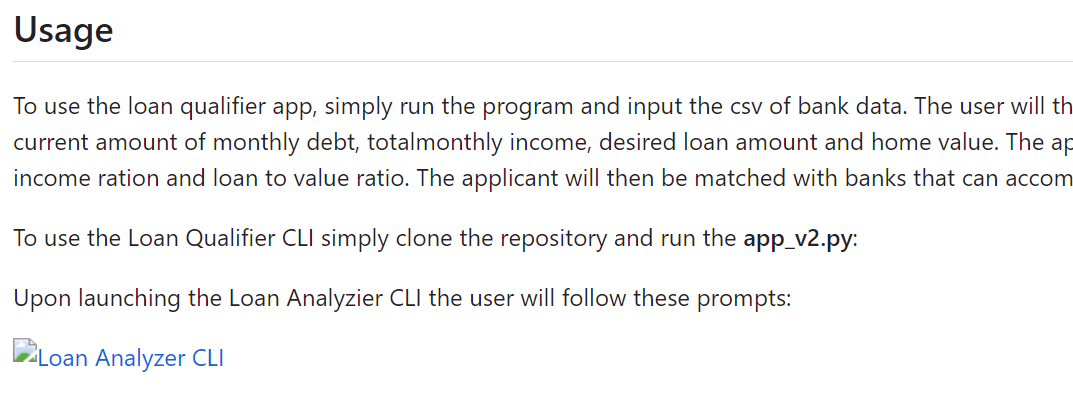 Usage
To use the loan qualifier app, simply run the program and input the csv of bank data. The user will th
current amount of monthly debt, totalmonthly income, desired loan amount and home value. The ap
income ration and loan to value ratio. The applicant will then be matched with banks that can accom
To use the Loan Qualifier CLI simply clone the repository and run the app_v2.py:
Upon launching the Loan Analyzier CLI the user will follow these prompts:
Loan Analyzer CLI